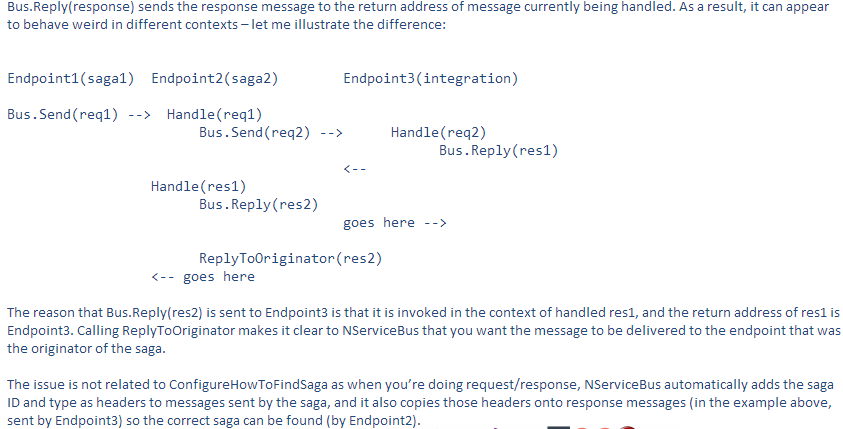 Bus.Reply(response) sends the response message to the return address of message currently being handled. As a result, it can appear
to behave weird in different contexts – let me illustrate the difference:
Endpoint1(saga1)  Endpoint2(saga2)        Endpoint3(integration)
Bus.Send(req1) -->  Handle(req1)
Bus.Send(req2) -->      Handle(req2)
Bus.Reply(res1)
<--
Handle(res1)
Bus.Reply(res2)
goes here -->
ReplyToOriginator(res2)
<-- goes here
The reason that Bus.Reply(res2) is sent to Endpoint3 is that it is invoked in the context of handled res1, and the return address of res1 is
Endpoint3. Calling ReplyToOriginator makes it clear to NServiceBus that you want the message to be delivered to the endpoint that was
the originator of the saga.
The issue is not related to ConfigureHowToFindSaga as when you're doing request/response, NServiceBus automatically adds the saga
ID and type as headers to messages sent by the saga, and it also copies those headers onto response messages (in the example above,
sent by Endpoint3) so the correct saga can be found (by Endpoint2).